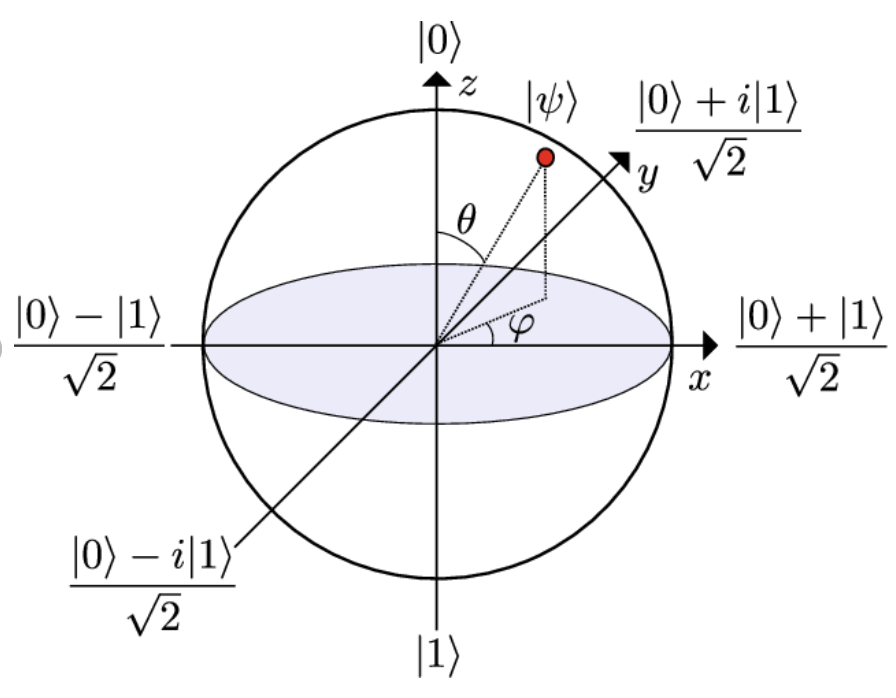 |0⟩
z
|ψ⟩
(|0⟩ + i|1⟩)/√2
y
θ
φ
(|0⟩ − |1⟩)/√2
(|0⟩ + |1⟩)/√2
x
(|0⟩ − i|1⟩)/√2
|1⟩